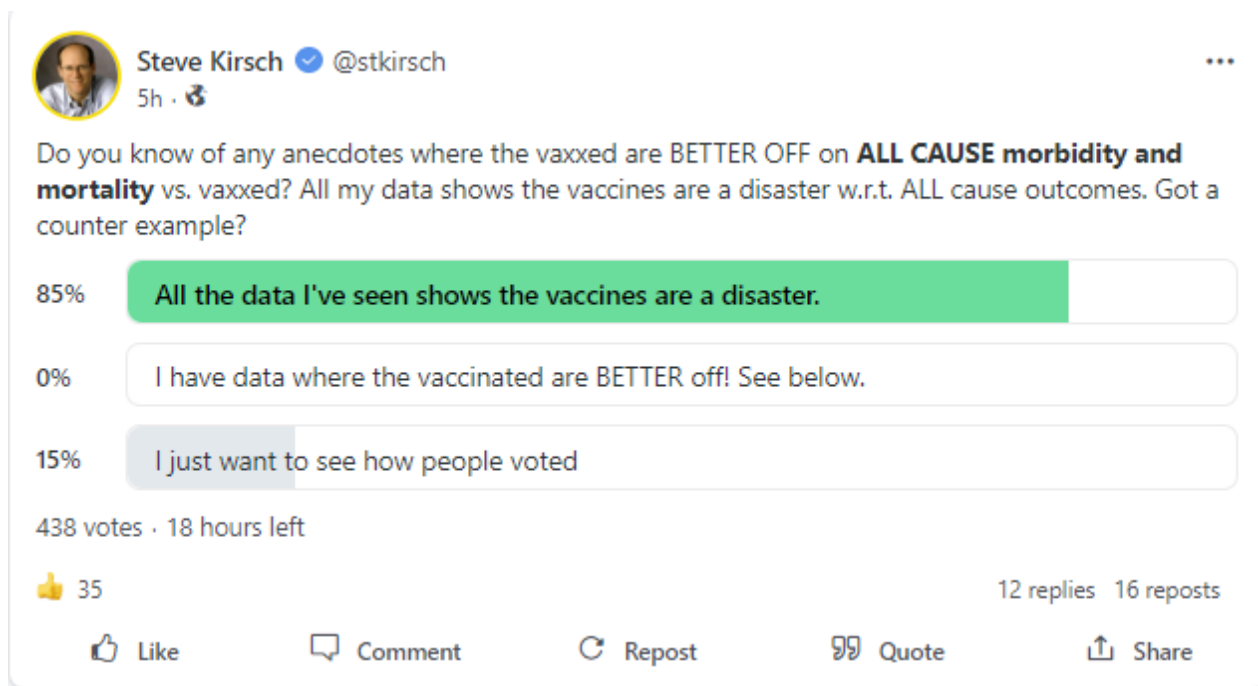 Steve Kirsch @stkirsch
5h ·
Do you know of any anecdotes where the vaxxed are BETTER OFF on ALL CAUSE morbidity and
mortality vs. vaxxed? All my data shows the vaccines are a disaster w.r.t. ALL cause outcomes. Got a
counter example?
85% All the data I've seen shows the vaccines are a disaster.
0% I have data where the vaccinated are BETTER off! See below.
15% I just want to see how people voted
438 votes · 18 hours left
35 12 replies 16 reposts
Like Comment Repost Quote Share